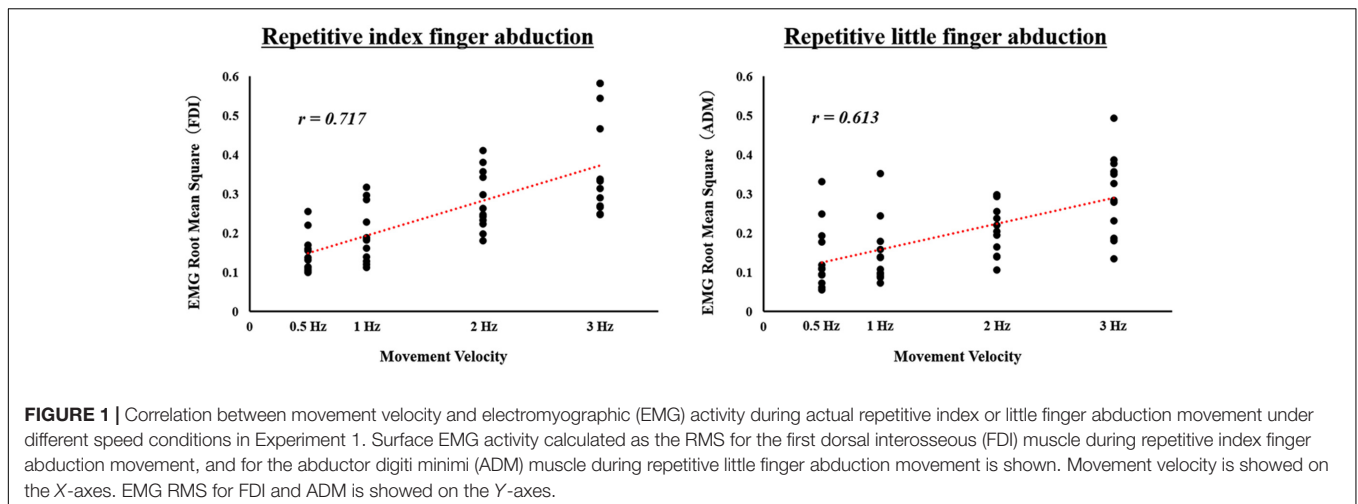 Repetitive index finger abduction
EMG Root Mean Square (FDI)
0.6
0.5
0.4
0.3
0.2
0.1
0
r = 0.717
0 0.5 Hz 1 Hz 2 Hz 3 Hz
Movement Velocity
Repetitive little finger abduction
EMG Root Mean Square (ADM)
0.6
0.5
0.4
0.3
0.2
0.1
0
r = 0.613
0 0.5 Hz 1 Hz 2 Hz 3 Hz
Movement Velocity
FIGURE 1 | Correlation between movement velocity and electromyographic (EMG) activity during actual repetitive index or little finger abduction movement under
different speed conditions in Experiment 1. Surface EMG activity calculated as the RMS for the first dorsal interosseous (FDI) muscle during repetitive index finger
abduction movement, and for the abductor digiti minimi (ADM) muscle during repetitive little finger abduction movement is shown. Movement velocity is showed on
the X-axes. EMG RMS for FDI and ADM is showed on the Y-axes.